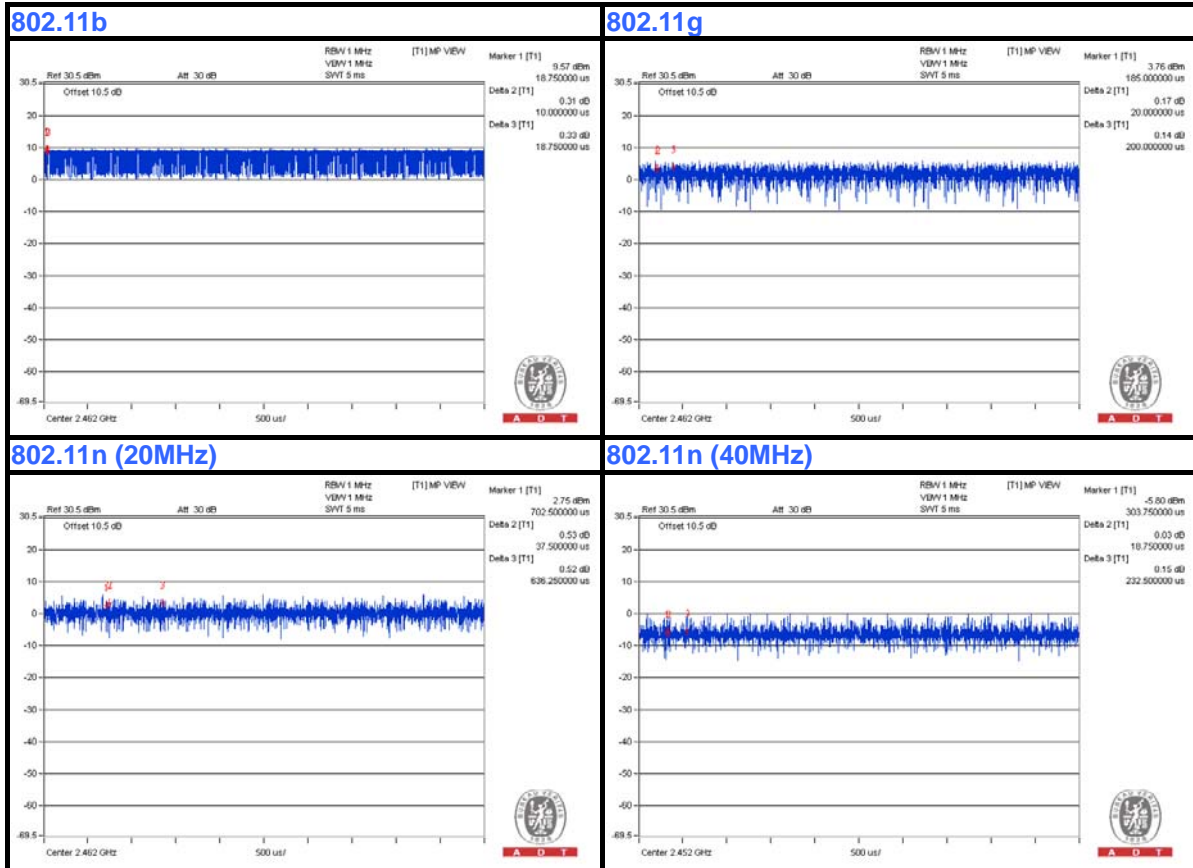 802.11b
RBW 1 MHz [T1] MP VIEW
VBW 1 MHz
Ref 30.5 dBm Att 30 dB SWT 5 ms
Marker 1 [T1]
9.57 dBm
18.750000 us
Delta 2 [T1]
0.31 dB
10.000000 us
Delta 3 [T1]
0.33 dB
18.750000 us
30.5
Offset 10.5 dB
20
10
0
-10
-20
-30
-40
-50
-60
-69.5
Center 2.462 GHz 500 us/
BUREAU VERITAS
1828
A D T
802.11g
RBW 1 MHz [T1] MP VIEW
VBW 1 MHz
Ref 30.5 dBm Att 30 dB SWT 5 ms
Marker 1 [T1]
3.76 dBm
185.000000 us
Delta 2 [T1]
0.17 dB
20.000000 us
Delta 3 [T1]
0.14 dB
200.000000 us
30.5
Offset 10.5 dB
20
10
0
-10
-20
-30
-40
-50
-60
-69.5
Center 2.462 GHz 500 us/
BUREAU VERITAS
1828
A D T
802.11n (20MHz)
RBW 1 MHz [T1] MP VIEW
VBW 1 MHz
Ref 30.5 dBm Att 30 dB SWT 5 ms
Marker 1 [T1]
2.75 dBm
702.500000 us
Delta 2 [T1]
0.53 dB
37.500000 us
Delta 3 [T1]
0.52 dB
636.250000 us
30.5
Offset 10.5 dB
20
10
0
-10
-20
-30
-40
-50
-60
-69.5
Center 2.462 GHz 500 us/
BUREAU VERITAS
1828
A D T
802.11n (40MHz)
RBW 1 MHz [T1] MP VIEW
VBW 1 MHz
Ref 30.5 dBm Att 30 dB SWT 5 ms
Marker 1 [T1]
-5.80 dBm
303.750000 us
Delta 2 [T1]
0.03 dB
18.750000 us
Delta 3 [T1]
0.15 dB
232.500000 us
30.5
Offset 10.5 dB
20
10
0
-10
-20
-30
-40
-50
-60
-69.5
Center 2.452 GHz 500 us/
BUREAU VERITAS
1828
A D T